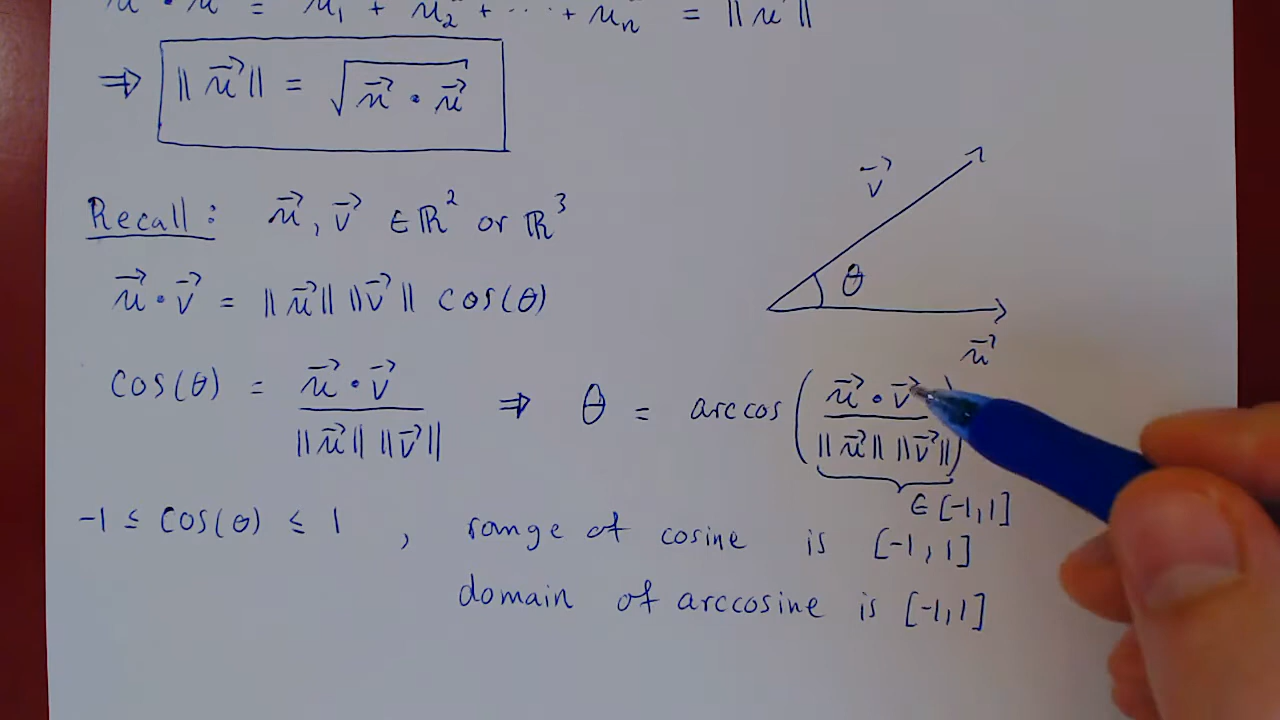 ⇒ ‖u⃗‖ = √(u⃗ · u⃗)
v⃗
Recall: u⃗, v⃗ ∈ ℝ² or ℝ³
θ
u⃗ · v⃗ = ‖u⃗‖ ‖v⃗‖ cos(θ)
u⃗
cos(θ) = (u⃗ · v⃗) / (‖u⃗‖ ‖v⃗‖) ⇒ θ = arccos((u⃗ · v⃗) / (‖u⃗‖ ‖v⃗‖))
∈ [-1,1]
-1 ≤ cos(θ) ≤ 1 , range of cosine is [-1,1]
domain of arccosine is [-1,1]